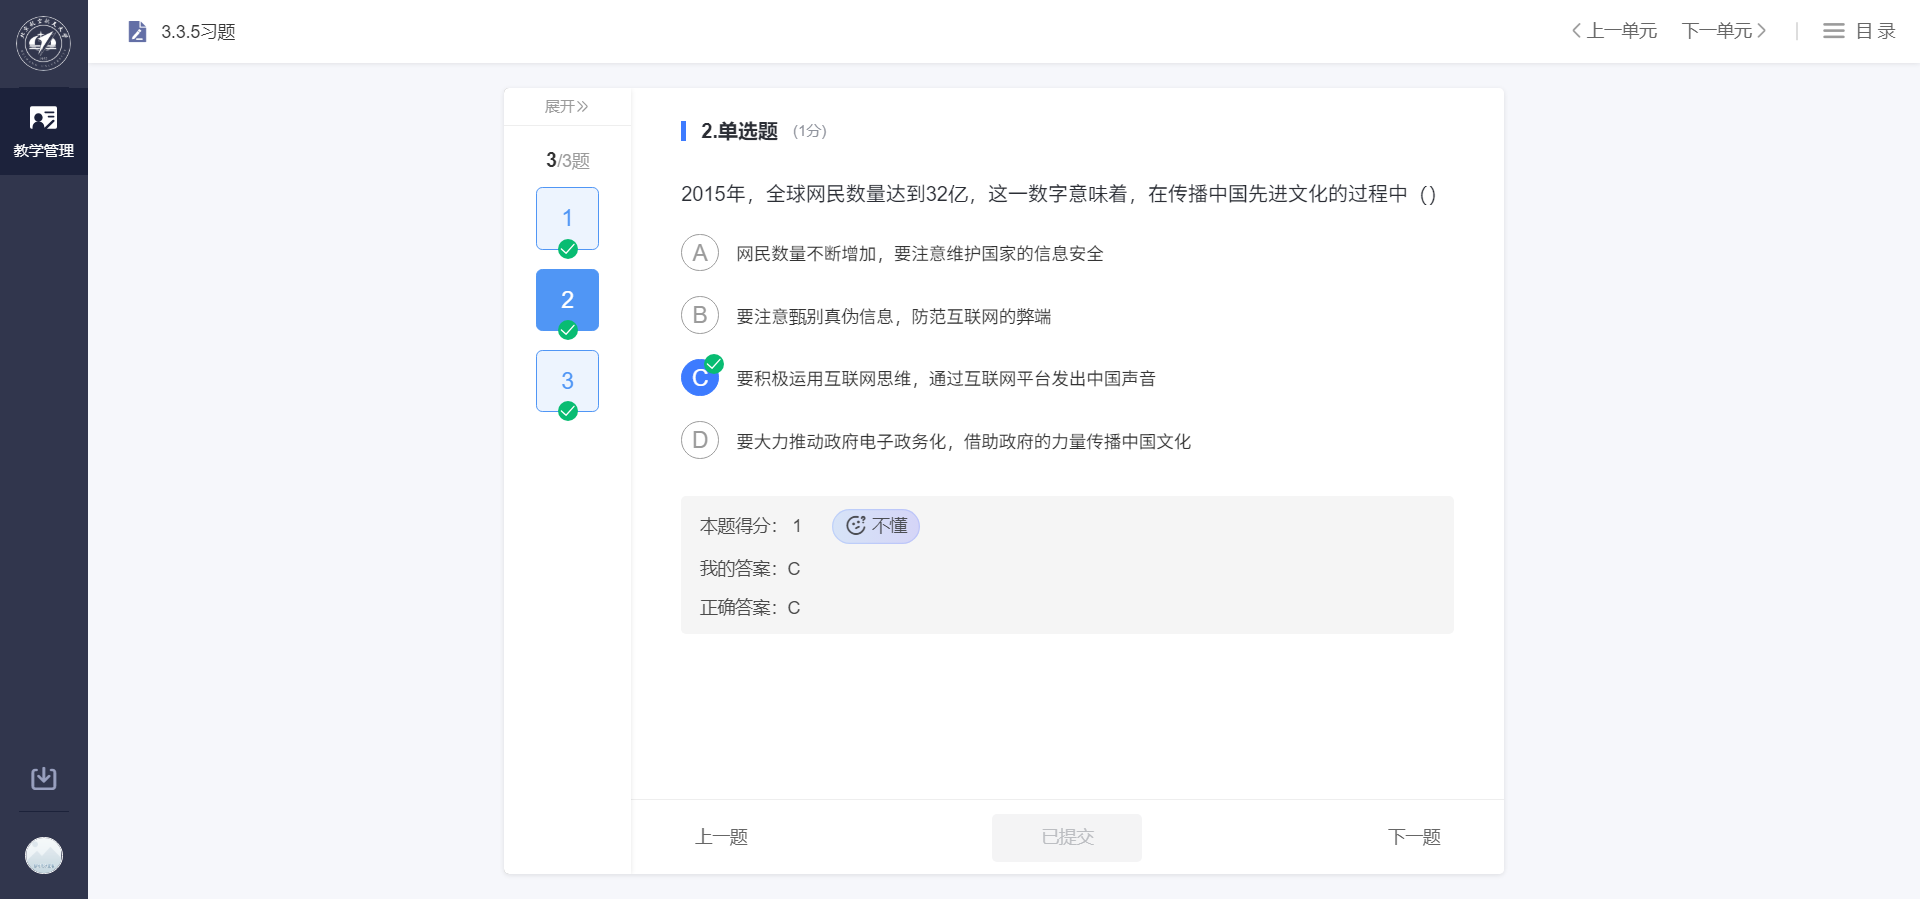 3.3.5习题
上一单元
下一单元
目录
教学管理
展开
3/3题
1
2
3
2.单选题 (1分)
2015年，全球网民数量达到32亿，这一数字意味着，在传播中国先进文化的过程中（）
A 网民数量不断增加，要注意维护国家的信息安全
B 要注意甄别真伪信息，防范互联网的弊端
C 要积极运用互联网思维，通过互联网平台发出中国声音
D 要大力推动政府电子政务化，借助政府的力量传播中国文化
本题得分： 1 不懂
我的答案：C
正确答案：C
上一题
已提交
下一题